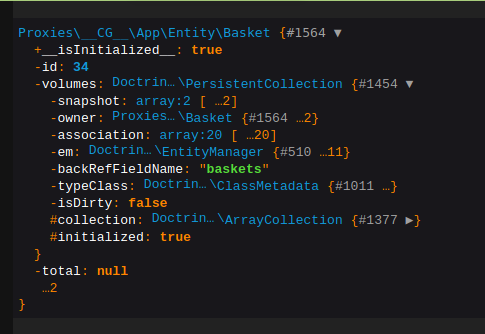 Proxies\__CG__\App\Entity\Basket {#1564 ▼
+__isInitialized__: true
-id: 34
-volumes: Doctrin…\PersistentCollection {#1454 ▼
-snapshot: array:2 [ …2]
-owner: Proxies…\Basket {#1564 …2}
-association: array:20 [ …20]
-em: Doctrin…\EntityManager {#510 …11}
-backRefFieldName: "baskets"
-typeClass: Doctrin…\ClassMetadata {#1011 …}
-isDirty: false
#collection: Doctrin…\ArrayCollection {#1377 ▶}
#initialized: true
}
-total: null
…2
}